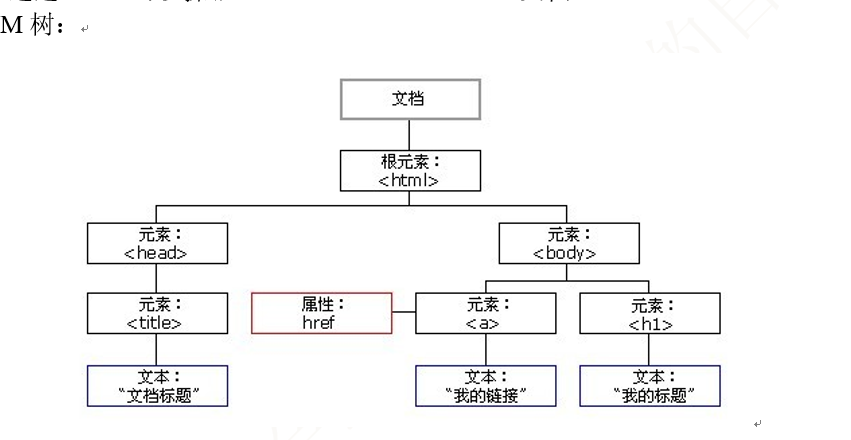 M 树：
文档
根元素：
<html>
元素：
<head>
元素：
<body>
元素：
<title>
属性：
href
元素：
<a>
元素：
<h1>
文本：
“文档标题”
文本：
“我的链接”
文本：
“我的标题”